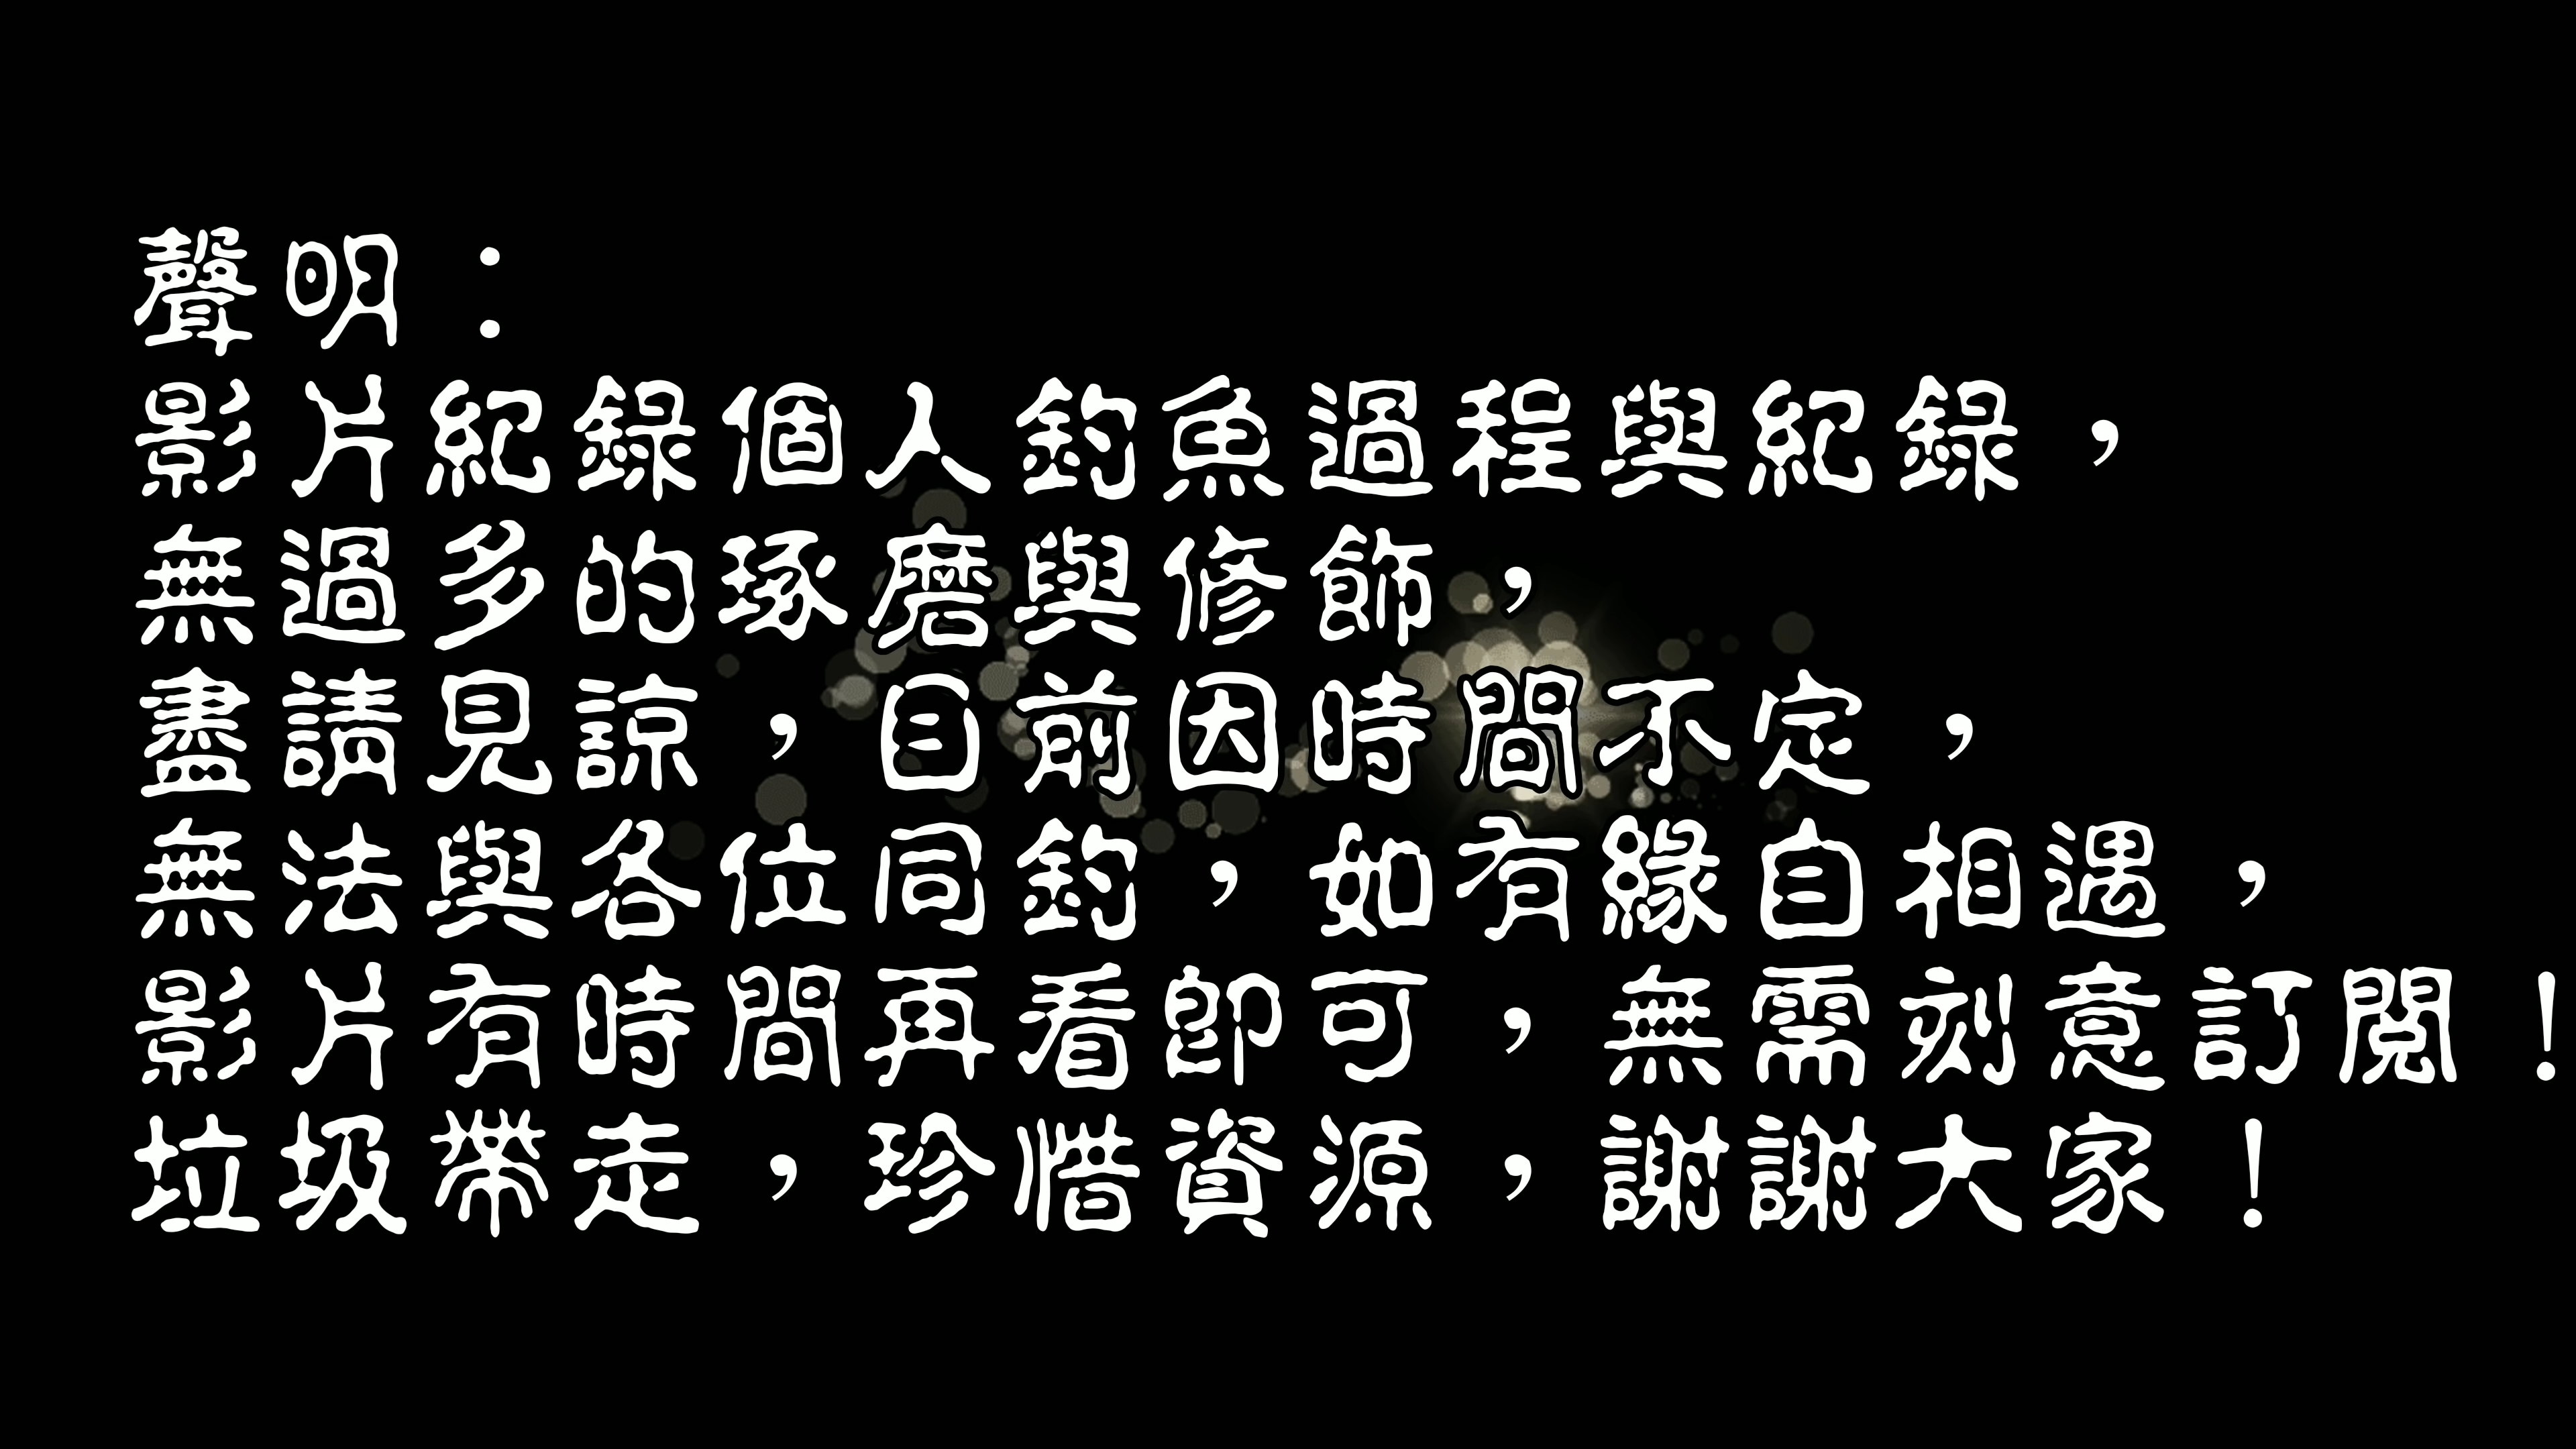 聲明：
影片紀錄個人釣魚過程與紀錄，
無過多的琢磨與修飾，
盡請見諒，目前因時間不定，
無法與各位同釣，如有緣自相遇，
影片有時間再看即可，無需刻意訂閱！
垃圾帶走，珍惜資源，謝謝大家！